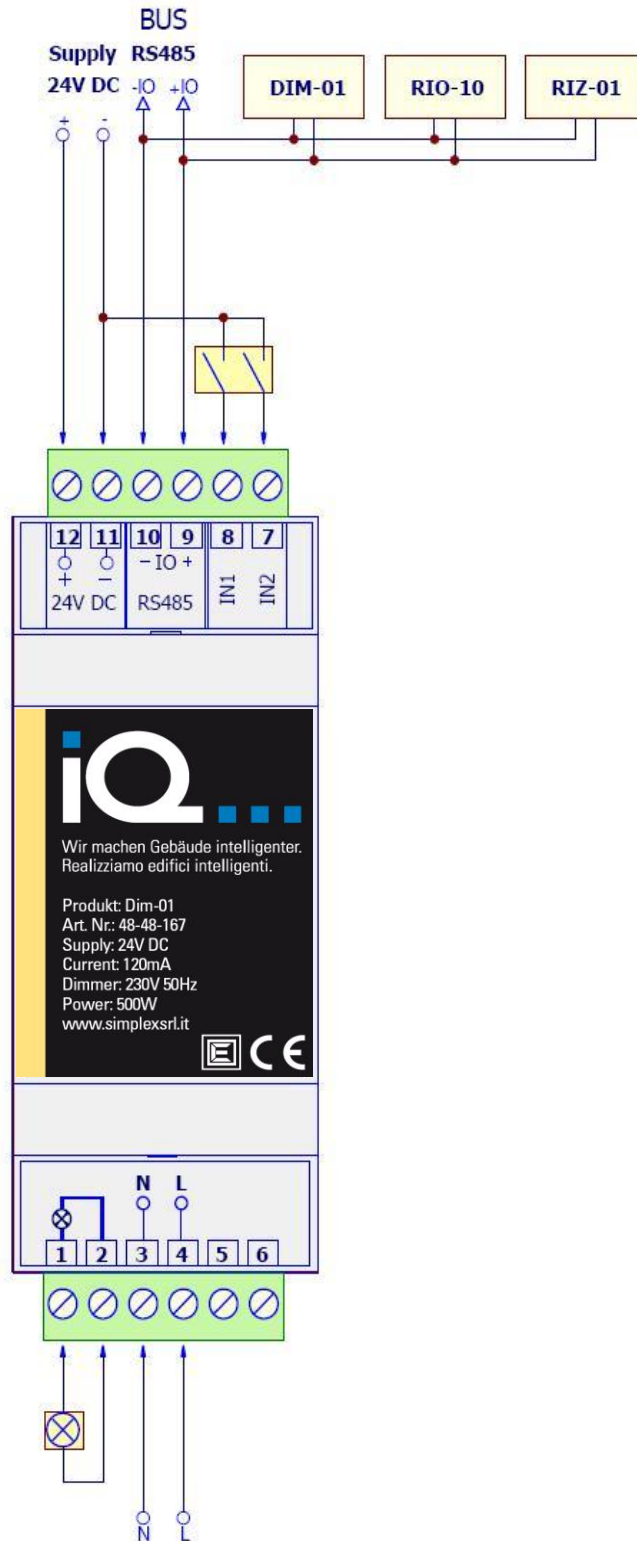 BUS
Supply RS485
24V DC -IO +IO
DIM-01 RIO-10 RIZ-01
+ -
12 11 10 9 8 7
+ - - IO +
24V DC RS485 IN1 IN2
iQ...
Wir machen Gebäude intelligenter.
Realizziamo edifici intelligenti.
Produkt: Dim-01
Art. Nr.: 48-48-167
Supply: 24V DC
Current: 120mA
Dimmer: 230V 50Hz
Power: 500W
www.simplexsrl.it
E CE
N L
1 2 3 4 5 6
N L